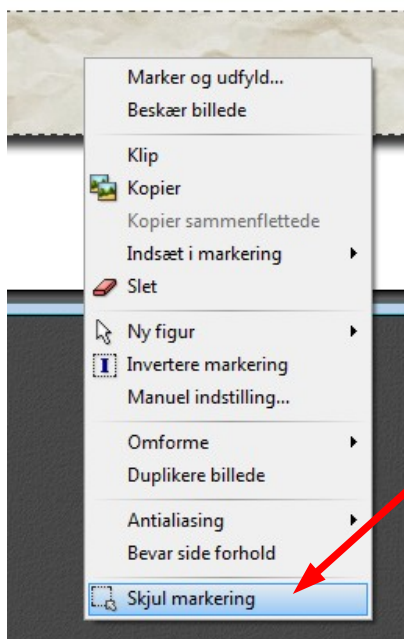 Marker og udfyld...
Beskær billede
Klip
Kopier
Kopier sammenflettede
Indsæt i markering
Slet
Ny figur
Invertere markering
Manuel indstilling...
Omforme
Duplikere billede
Antialiasing
Bevar side forhold
Skjul markering